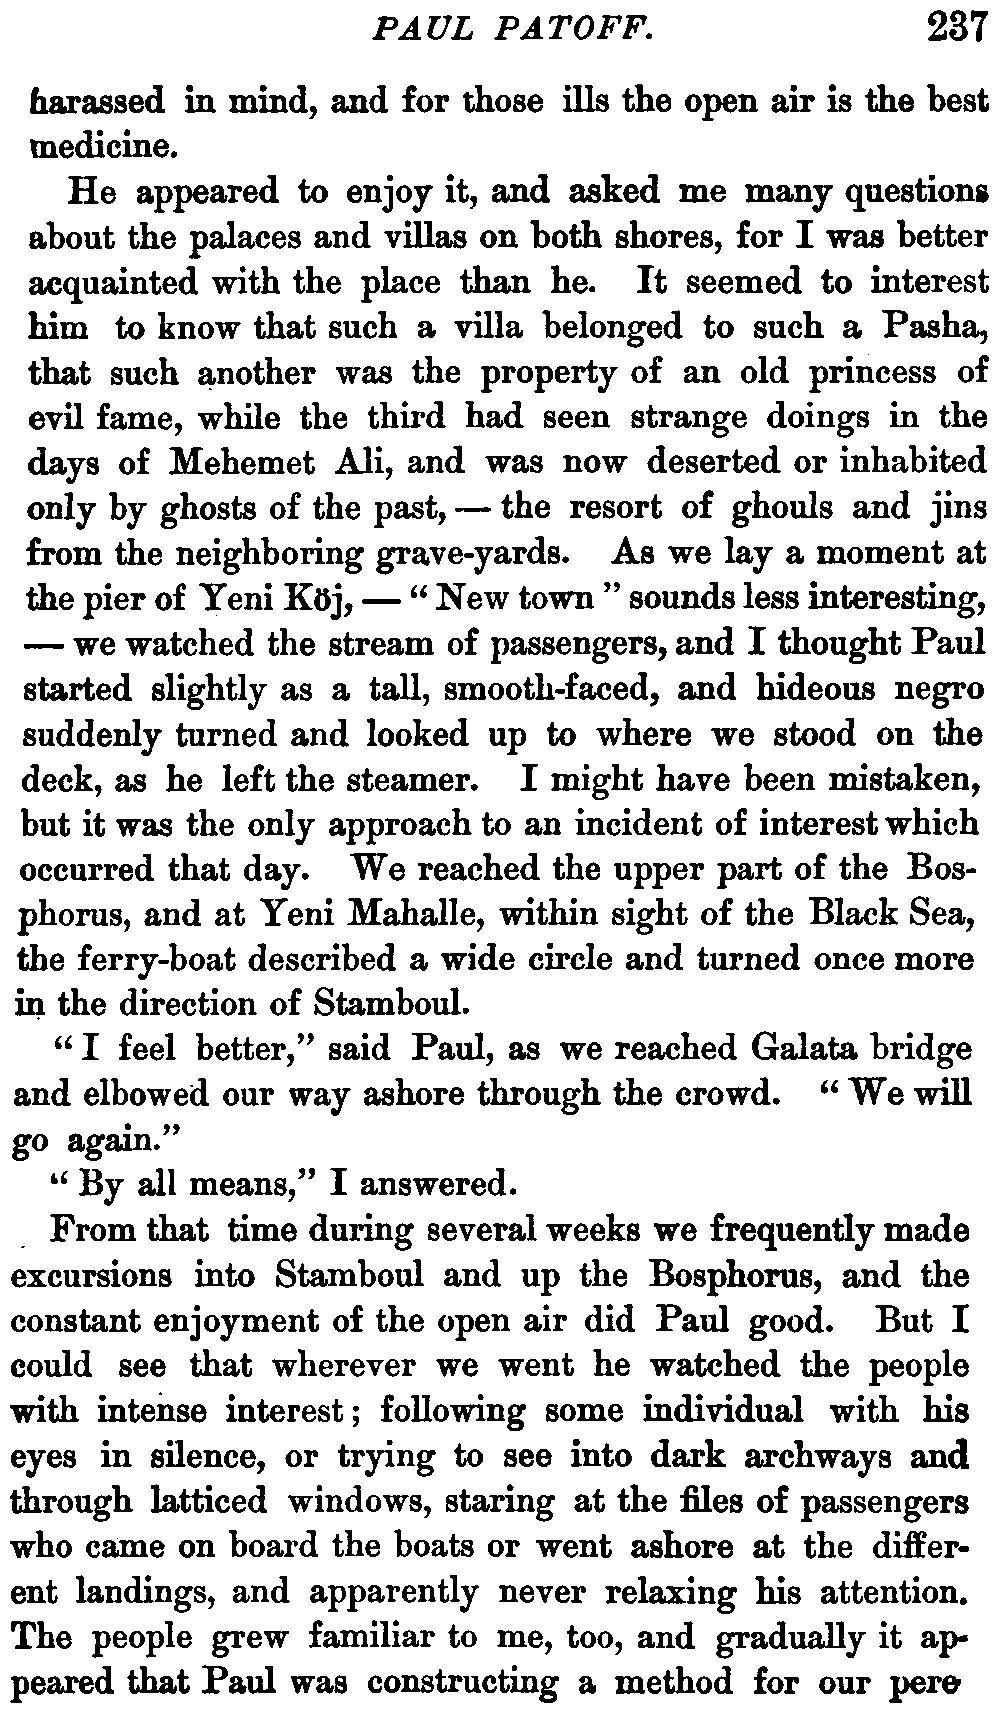 PAUL PATOFF. 237
harassed in mind, and for those ills the open air is the best
medicine.
He appeared to enjoy it, and asked me many questions
about the palaces and villas on both shores, for I was better
acquainted with the place than he. It seemed to interest
him to know that such a villa belonged to such a Pasha,
that such another was the property of an old princess of
evil fame, while the third had seen strange doings in the
days of Mehemet Ali, and was now deserted or inhabited
only by ghosts of the past, — the resort of ghouls and jins
from the neighboring grave-yards. As we lay a moment at
the pier of Yeni Köj, — “ New town ” sounds less interesting,
— we watched the stream of passengers, and I thought Paul
started slightly as a tall, smooth-faced, and hideous negro
suddenly turned and looked up to where we stood on the
deck, as he left the steamer. I might have been mistaken,
but it was the only approach to an incident of interest which
occurred that day. We reached the upper part of the Bos-
phorus, and at Yeni Mahalle, within sight of the Black Sea,
the ferry-boat described a wide circle and turned once more
in the direction of Stamboul.
“ I feel better,” said Paul, as we reached Galata bridge
and elbowed our way ashore through the crowd. “ We will
go again.”
“ By all means,” I answered.
From that time during several weeks we frequently made
excursions into Stamboul and up the Bosphorus, and the
constant enjoyment of the open air did Paul good. But I
could see that wherever we went he watched the people
with intense interest ; following some individual with his
eyes in silence, or trying to see into dark archways and
through latticed windows, staring at the files of passengers
who came on board the boats or went ashore at the differ-
ent landings, and apparently never relaxing his attention.
The people grew familiar to me, too, and gradually it ap-
peared that Paul was constructing a method for our pere-